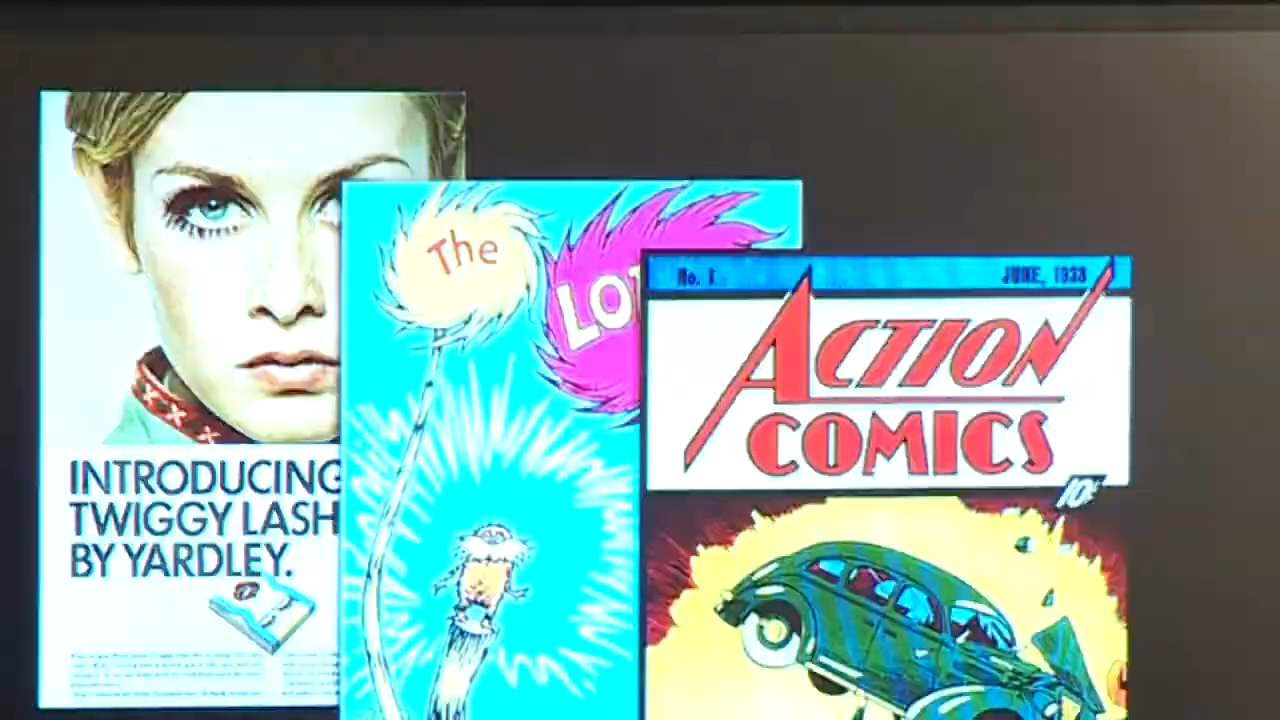 INTRODUCING
TWIGGY LASH
BY YARDLEY.
The
LO
No. 1
JUNE, 1938
ACTION
COMICS
10¢